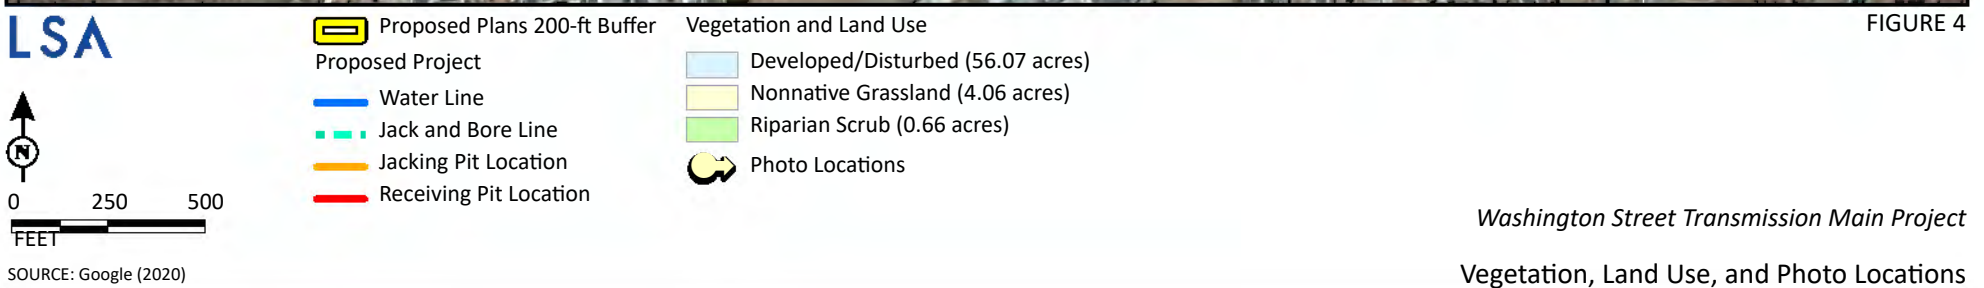 LSA
N
0 250 500
FEET
SOURCE: Google (2020)
Proposed Plans 200-ft Buffer
Proposed Project
Water Line
Jack and Bore Line
Jacking Pit Location
Receiving Pit Location
Vegetation and Land Use
Developed/Disturbed (56.07 acres)
Nonnative Grassland (4.06 acres)
Riparian Scrub (0.66 acres)
Photo Locations
FIGURE 4
Washington Street Transmission Main Project
Vegetation, Land Use, and Photo Locations